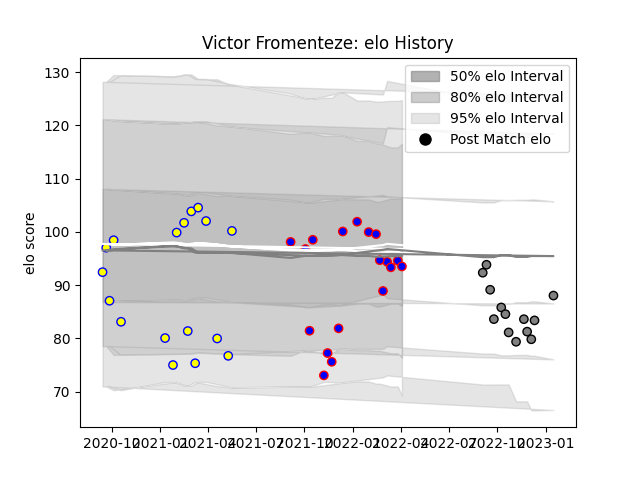 Victor Fromenteze: elo History
130
120
110
100
90
80
70
elo score
50% elo Interval
80% elo Interval
95% elo Interval
Post Match elo
2020-10
2021-01
2021-04
2021-07
2021-10
2022-01
2022-04
2022-07
2022-10
2023-01